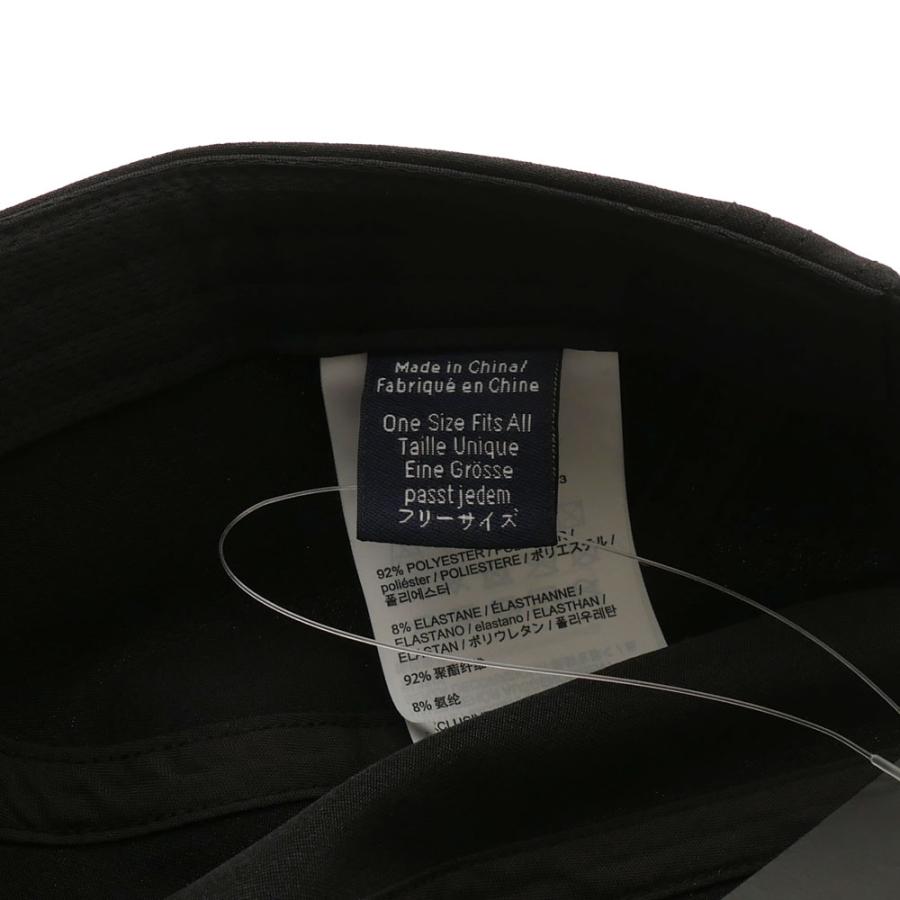 Made in China/
Fabriqué en Chine
One Size Fits All
Taille Unique
Eine Grösse
passt jedem
フリーサイズ
3
92% POLYESTER /
poliéster / POLIESTERE / ポリエステル /
폴리에스터
8% ELASTANE / ÉLASTHANNE /
ELASTANO / elastano / ELASTHAN /
ELASTAN / ポリウレタン / 폴리우레탄
92% 聚酯纤维
8% 氨纶